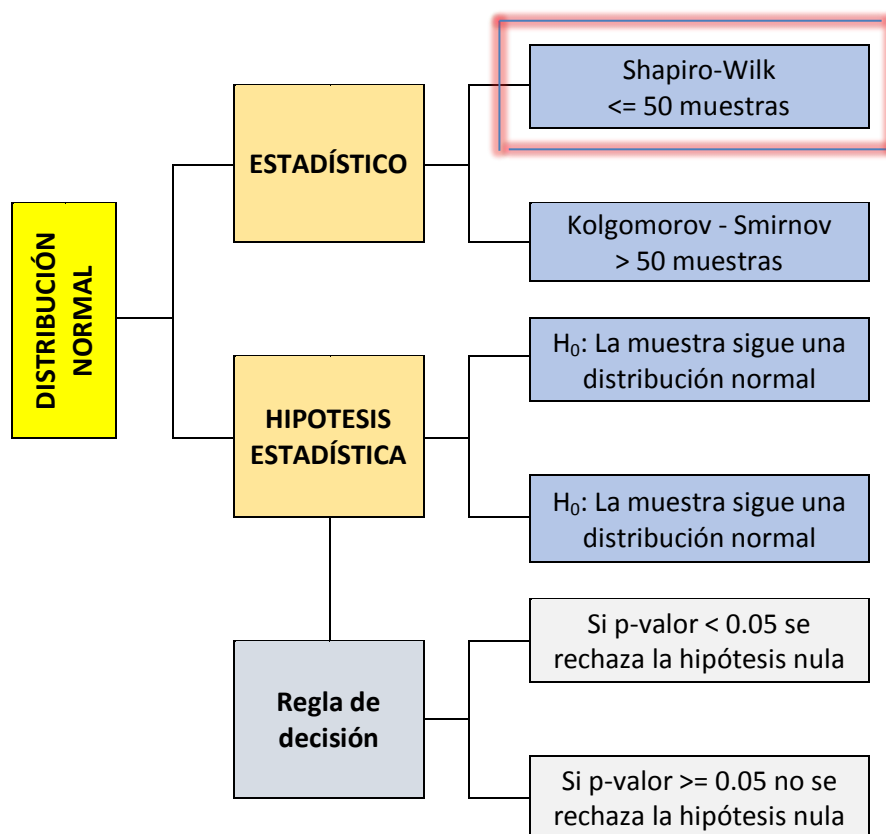 DISTRIBUCIÓN
NORMAL
ESTADÍSTICO
Shapiro-Wilk
<= 50 muestras
Kolgomorov - Smirnov
> 50 muestras
HIPOTESIS
ESTADÍSTICA
H₀: La muestra sigue una
distribución normal
H₀: La muestra sigue una
distribución normal
Regla de
decisión
Si p-valor < 0.05 se
rechaza la hipótesis nula
Si p-valor >= 0.05 no se
rechaza la hipótesis nula